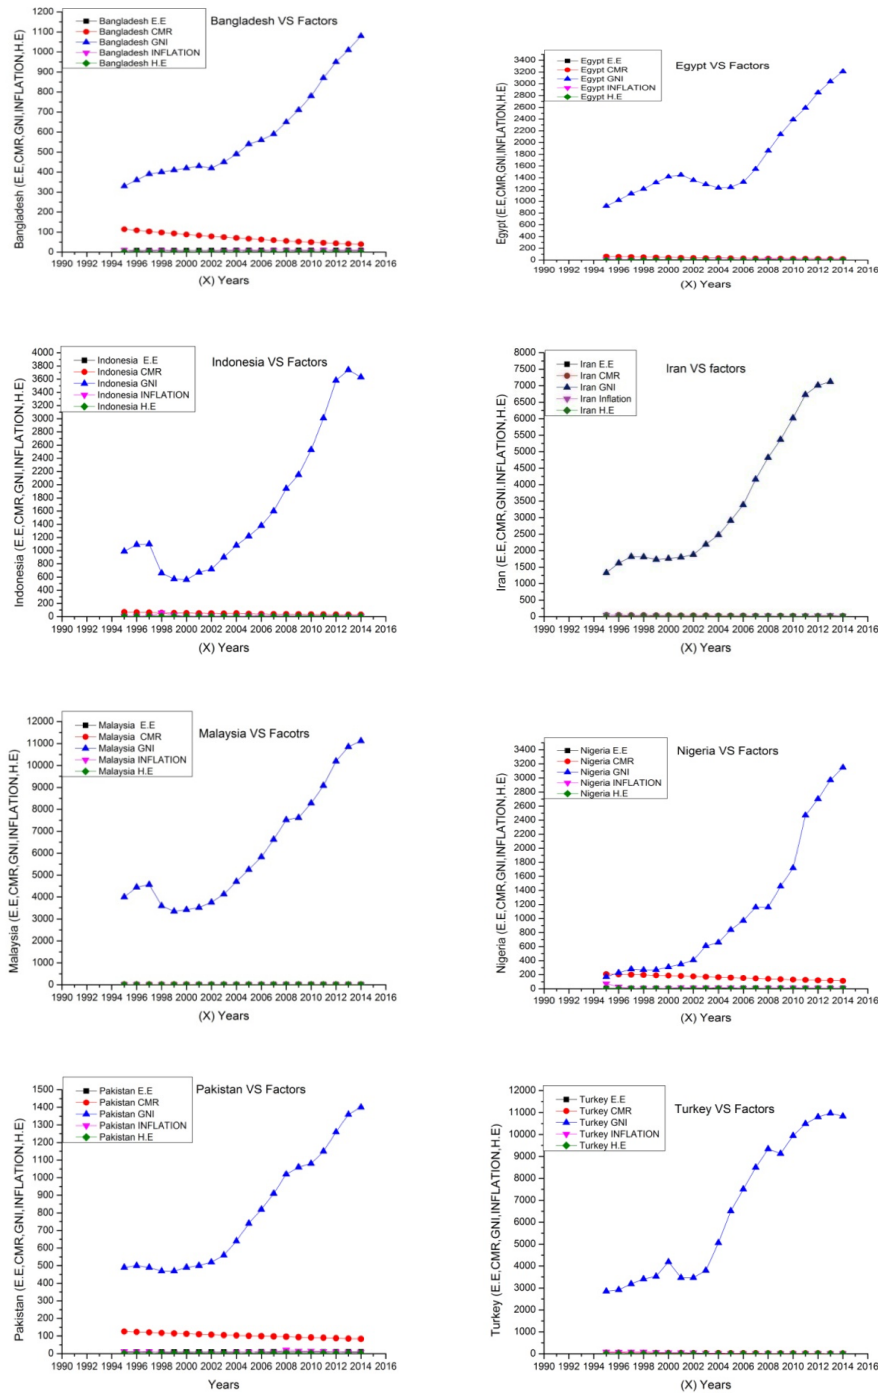 Bangladesh VS Factors
Bangladesh E.E
Bangladesh CMR
Bangladesh GNI
Bangladesh INFLATION
Bangladesh H.E
Bangladesh (E.E,CMR,GNI,INFLATION,H.E)
1200
1100
1000
900
800
700
600
500
400
300
200
100
0
1990 1992 1994 1996 1998 2000 2002 2004 2006 2008 2010 2012 2014 2016
(X) Years
Egypt VS Factors
Egypt E.E
Egypt CMR
Egypt GNI
Egypt INFLATION
Egypt H.E
Egypt (E.E,CMR,GNI,INFLATION,H.E)
3400
3200
3000
2800
2600
2400
2200
2000
1800
1600
1400
1200
1000
800
600
400
200
0
1990 1992 1994 1996 1998 2000 2002 2004 2006 2008 2010 2012 2014 2016
(X) Years
Indonesia VS Factors
Indonesia E.E
Indonesia CMR
Indonesia GNI
Indonesia INFLATION
Indonesia H.E
Indonesia (E.E,CMR,GNI,INFLATION,H.E)
4000
3800
3600
3400
3200
3000
2800
2600
2400
2200
2000
1800
1600
1400
1200
1000
800
600
400
200
0
1990 1992 1994 1996 1998 2000 2002 2004 2006 2008 2010 2012 2014 2016
(X) Years
Iran VS factors
Iran E.E
Iran CMR
Iran GNI
Iran Inflation
Iran H.E
Iran (E.E,CMR,GNI,INFLATION,H.E)
8000
7500
7000
6500
6000
5500
5000
4500
4000
3500
3000
2500
2000
1500
1000
500
0
1990 1992 1994 1996 1998 2000 2002 2004 2006 2008 2010 2012 2014 2016
(X) Years
Malaysia VS Facotrs
Malaysia E.E
Malaysia CMR
Malaysia GNI
Malaysia INFLATION
Malaysia H.E
Malaysia (E.E,CMR,GNI,INFLATION,H.E)
12000
11000
10000
9000
8000
7000
6000
5000
4000
3000
2000
1000
0
1990 1992 1994 1996 1998 2000 2002 2004 2006 2008 2010 2012 2014 2016
(X) Years
Nigeria VS Factors
Nigeria E.E
Nigeria CMR
Nigeria GNI
Nigeria INFLATION
Nigeria H.E
Nigeria (E.E,CMR,GNI,INFLATION,H.E)
3400
3200
3000
2800
2600
2400
2200
2000
1800
1600
1400
1200
1000
800
600
400
200
0
1990 1992 1994 1996 1998 2000 2002 2004 2006 2008 2010 2012 2014 2016
(X) Years
Pakistan VS Factors
Pakistan E.E
Pakistan CMR
Pakistan GNI
Pakistan INFLATION
Pakistan H.E
Pakistan (E.E,CMR,GNI,INFLATION,H.E)
1500
1400
1300
1200
1100
1000
900
800
700
600
500
400
300
200
100
0
1990 1992 1994 1996 1998 2000 2002 2004 2006 2008 2010 2012 2014 2016
Years
Turkey VS Factors
Turkey E.E
Turkey CMR
Turkey GNI
Turkey INFLATION
Turkey H.E
Turkey (E.E,CMR,GNI,INFLATION,H.E)
12000
11000
10000
9000
8000
7000
6000
5000
4000
3000
2000
1000
0
1990 1992 1994 1996 1998 2000 2002 2004 2006 2008 2010 2012 2014 2016
(X) Years